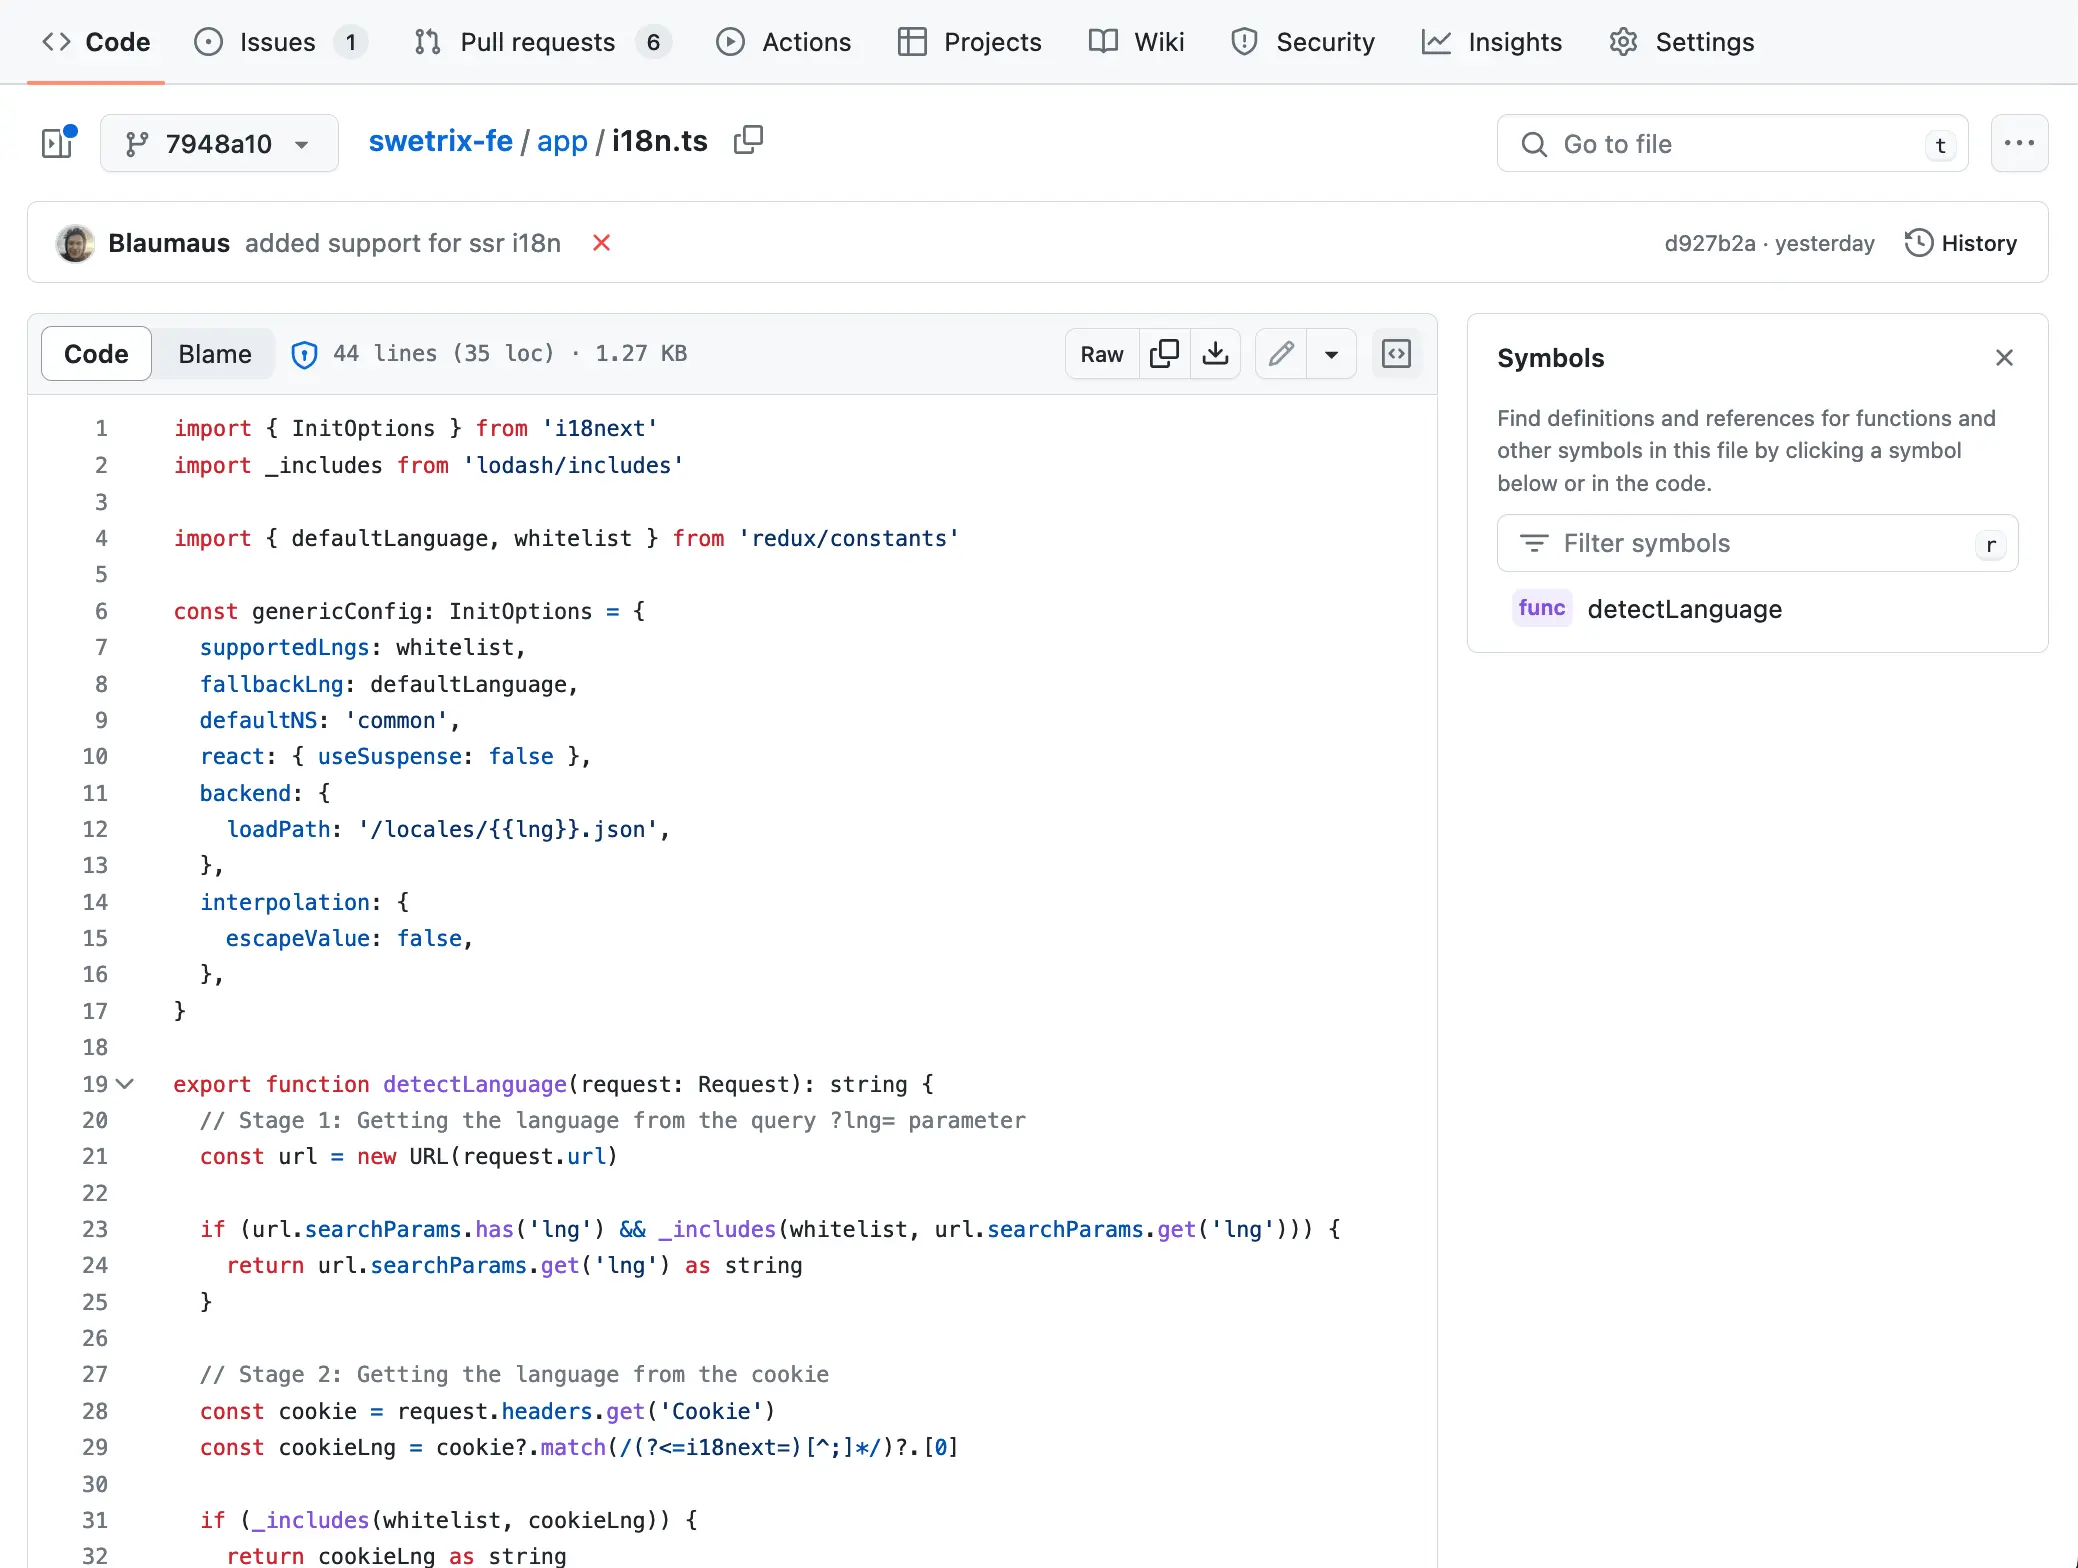 Code Issues 1 Pull requests 6 Actions Projects Wiki Security Insights Settings
7948a10 swetrix-fe / app / i18n.ts Go to file t
Blaumaus added support for ssr i18n d927b2a · yesterday History
Code Blame 44 lines (35 loc) · 1.27 KB Raw
1 import { InitOptions } from 'i18next'
2 import _includes from 'lodash/includes'
3
4 import { defaultLanguage, whitelist } from 'redux/constants'
5
6 const genericConfig: InitOptions = {
7   supportedLngs: whitelist,
8   fallbackLng: defaultLanguage,
9   defaultNS: 'common',
10   react: { useSuspense: false },
11   backend: {
12     loadPath: '/locales/{{lng}}.json',
13   },
14   interpolation: {
15     escapeValue: false,
16   },
17 }
18
19 export function detectLanguage(request: Request): string {
20   // Stage 1: Getting the language from the query ?lng= parameter
21   const url = new URL(request.url)
22
23   if (url.searchParams.has('lng') && _includes(whitelist, url.searchParams.get('lng'))) {
24     return url.searchParams.get('lng') as string
25   }
26
27   // Stage 2: Getting the language from the cookie
28   const cookie = request.headers.get('Cookie')
29   const cookieLng = cookie?.match(/(?<=i18next=)[^;]*/)?.[0]
30
31   if (_includes(whitelist, cookieLng)) {
32     return cookieLng as string
Symbols
Find definitions and references for functions and
other symbols in this file by clicking a symbol
below or in the code.
Filter symbols r
func detectLanguage